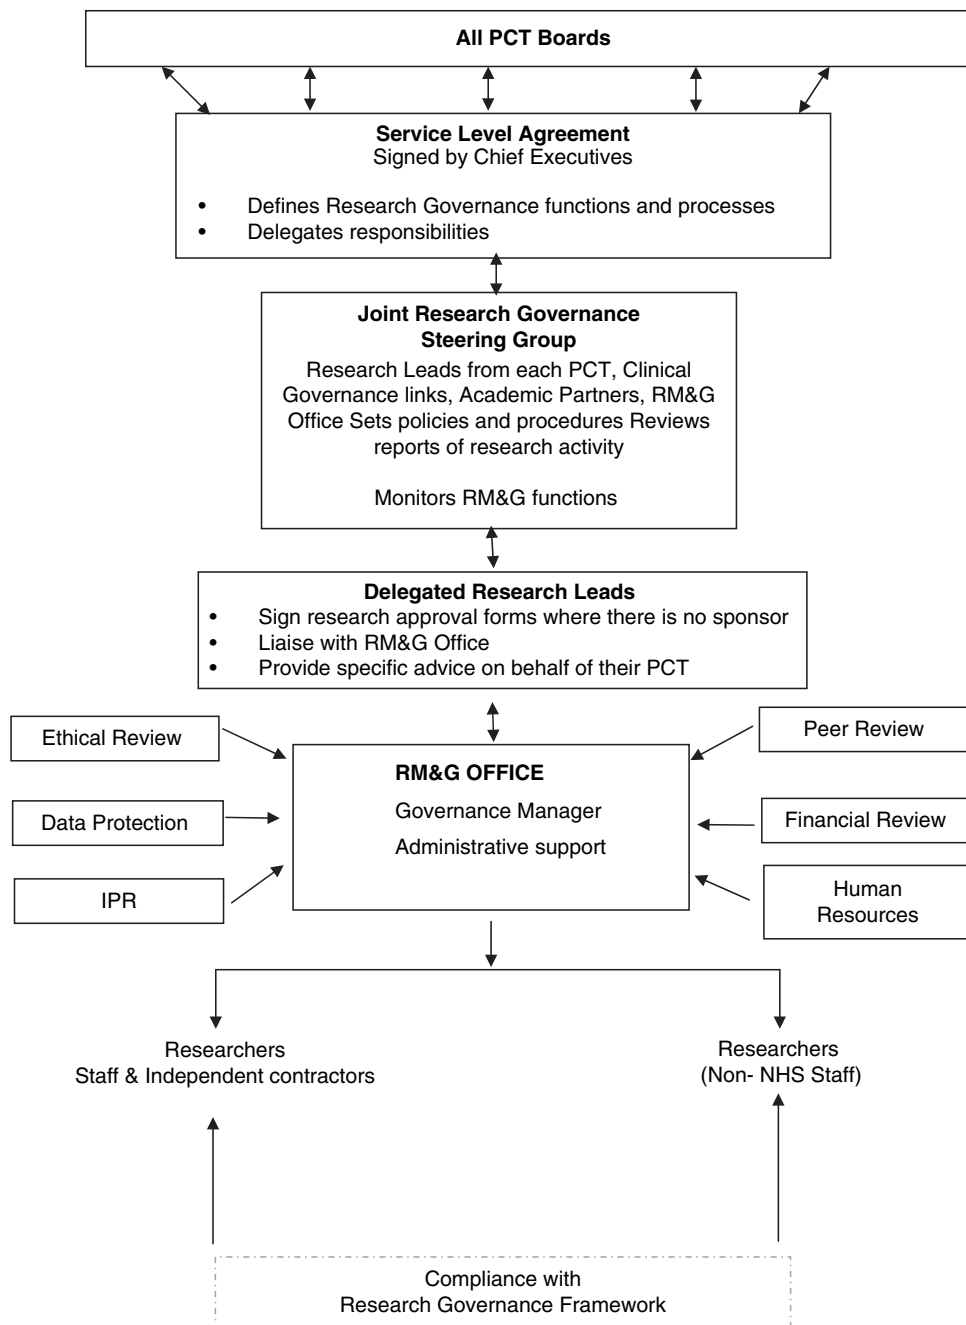 All PCT Boards
Service Level Agreement
Signed by Chief Executives
• Defines Research Governance functions and processes
• Delegates responsibilities
Joint Research Governance
Steering Group
Research Leads from each PCT, Clinical
Governance links, Academic Partners, RM&G
Office Sets policies and procedures Reviews
reports of research activity
Monitors RM&G functions
Delegated Research Leads
• Sign research approval forms where there is no sponsor
• Liaise with RM&G Office
• Provide specific advice on behalf of their PCT
Ethical Review
Data Protection
IPR
RM&G OFFICE
Governance Manager
Administrative support
Peer Review
Financial Review
Human
Resources
Researchers
Staff & Independent contractors
Researchers
(Non- NHS Staff)
Compliance with
Research Governance Framework